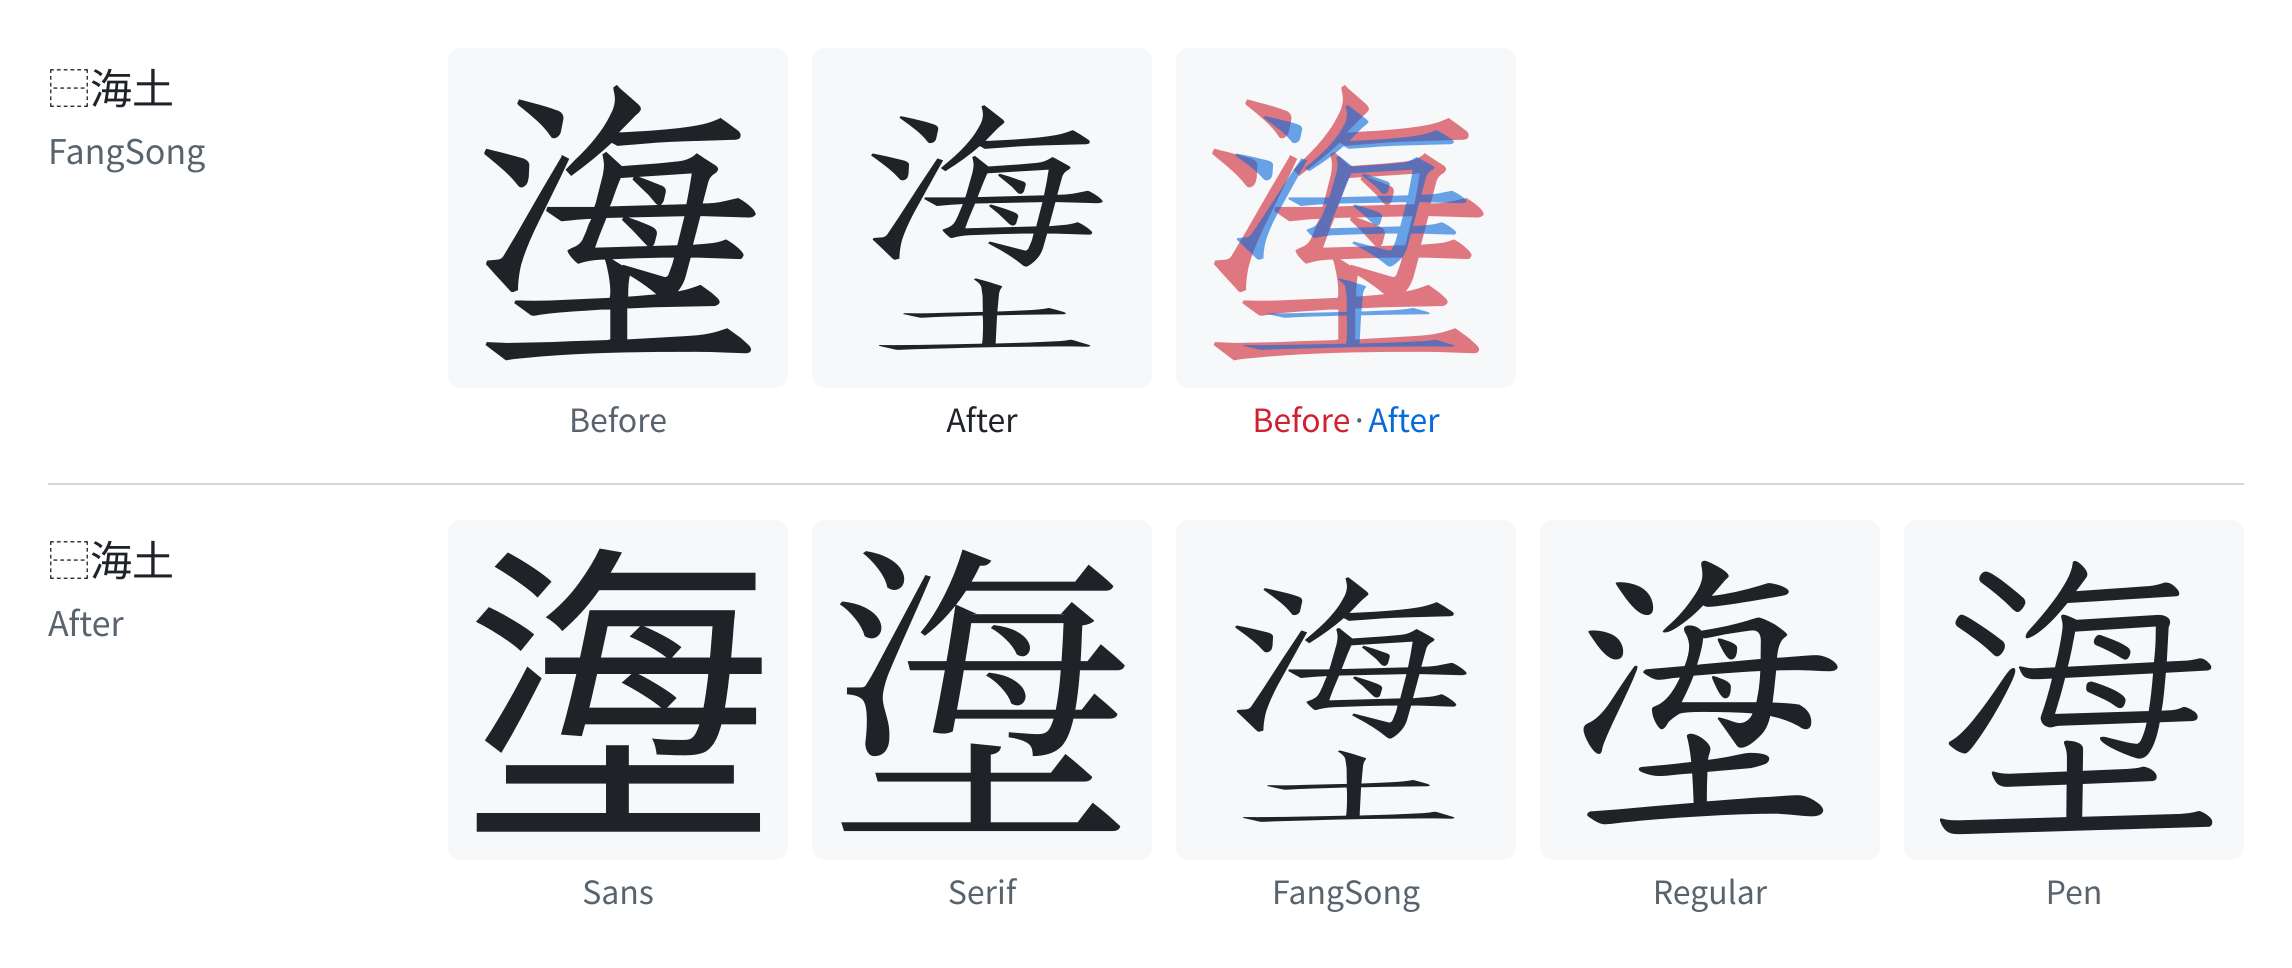 ⿱海土
FangSong
Before
After
Before·After
⿱海土
After
Sans
Serif
FangSong
Regular
Pen